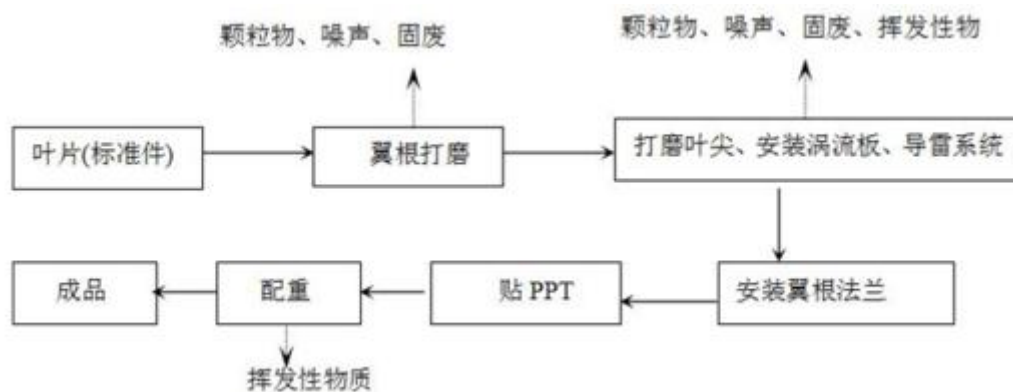 颗粒物、噪声、固废
颗粒物、噪声、固废、挥发性物
叶片(标准件)
翼根打磨
打磨叶尖、安装涡流板、导雷系统
成品
配重
贴 PPT
安装翼根法兰
挥发性物质